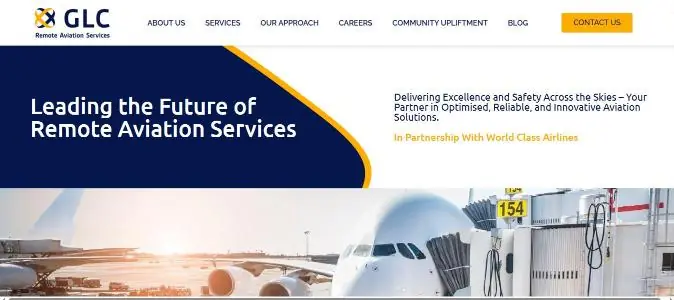 GLC
Remote Aviation Services
ABOUT US SERVICES OUR APPROACH CAREERS COMMUNITY UPLIFTMENT BLOG CONTACT US
Leading the Future of
Remote Aviation Services
Delivering Excellence and Safety Across the Skies – Your
Partner in Optimised, Reliable, and Innovative Aviation
Solutions.
In Partnership With World Class Airlines
154
154